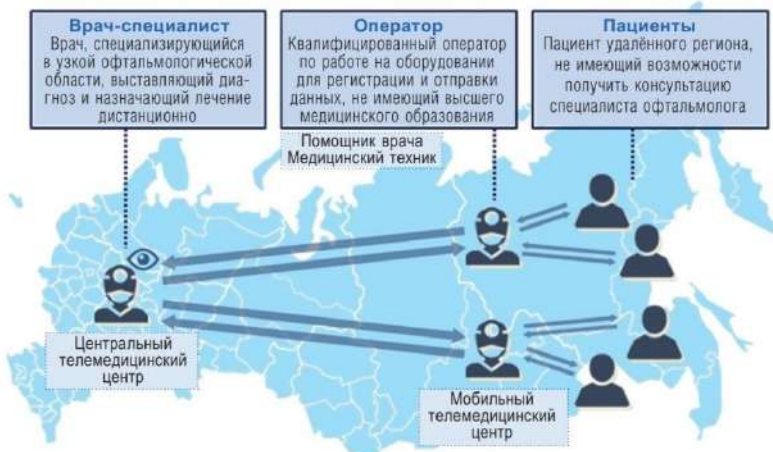 Врач-специалист
Врач, специализирующийся
в узкой офтальмологической
области, выставляющий диа-
гноз и назначающий лечение
дистанционно
Оператор
Квалифицированный оператор
по работе на оборудовании
для регистрации и отправки
данных, не имеющий высшего
медицинского образования
Пациенты
Пациент удалённого региона,
не имеющий возможности
получить консультацию
специалиста офтальмолога
Помощник врача
Медицинский техник
Центральный
телемедицинский
центр
Мобильный
телемедицинский
центр